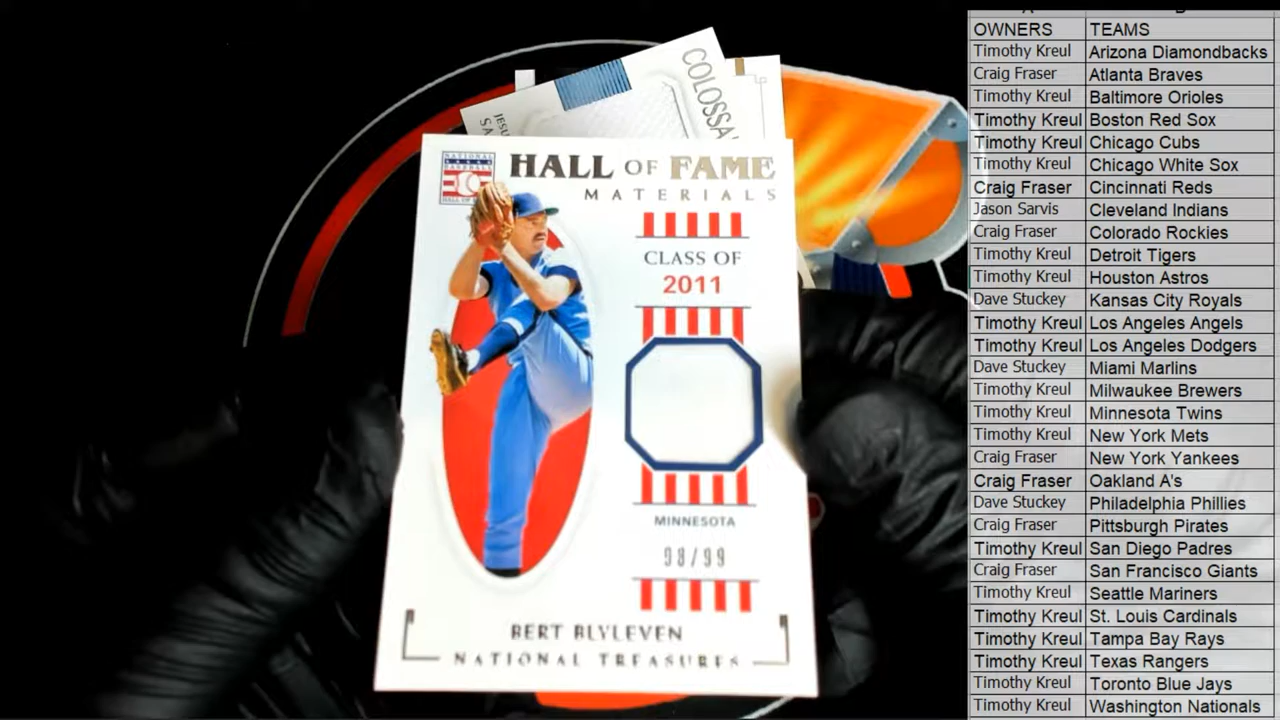 OWNERS TEAMS
Timothy Kreul Arizona Diamondbacks
Craig Fraser Atlanta Braves
Timothy Kreul Baltimore Orioles
Timothy Kreul Boston Red Sox
Timothy Kreul Chicago Cubs
Timothy Kreul Chicago White Sox
Craig Fraser Cincinnati Reds
Jason Sarvis Cleveland Indians
Craig Fraser Colorado Rockies
Timothy Kreul Detroit Tigers
Timothy Kreul Houston Astros
Dave Stuckey Kansas City Royals
Timothy Kreul Los Angeles Angels
Timothy Kreul Los Angeles Dodgers
Dave Stuckey Miami Marlins
Timothy Kreul Milwaukee Brewers
Timothy Kreul Minnesota Twins
Timothy Kreul New York Mets
Craig Fraser New York Yankees
Craig Fraser Oakland A's
Dave Stuckey Philadelphia Phillies
Craig Fraser Pittsburgh Pirates
Timothy Kreul San Diego Padres
Craig Fraser San Francisco Giants
Timothy Kreul Seattle Mariners
Timothy Kreul St. Louis Cardinals
Timothy Kreul Tampa Bay Rays
Timothy Kreul Texas Rangers
Timothy Kreul Toronto Blue Jays
Timothy Kreul Washington Nationals
COLOSSA
JESU
SA
NATIONAL
BASEBALL
HALL OF FAME
MATERIALS
CLASS OF
2011
MINNESOTA
98/99
BERT BLYLEVEN
NATIONAL TREASURES